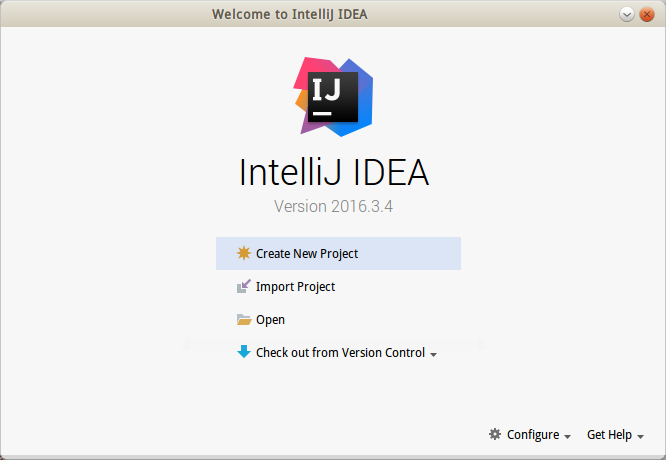 Welcome to IntelliJ IDEA
IJ
IntelliJ IDEA
Version 2016.3.4
Create New Project
Import Project
Open
Check out from Version Control
Configure Get Help